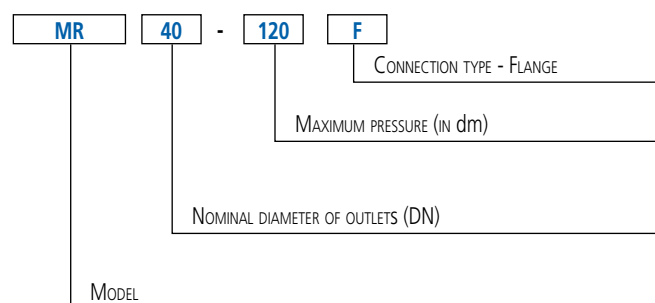 MR 40 - 120 F
Connection type - Flange
Maximum pressure (in dm)
Nominal diameter of outlets (DN)
Model